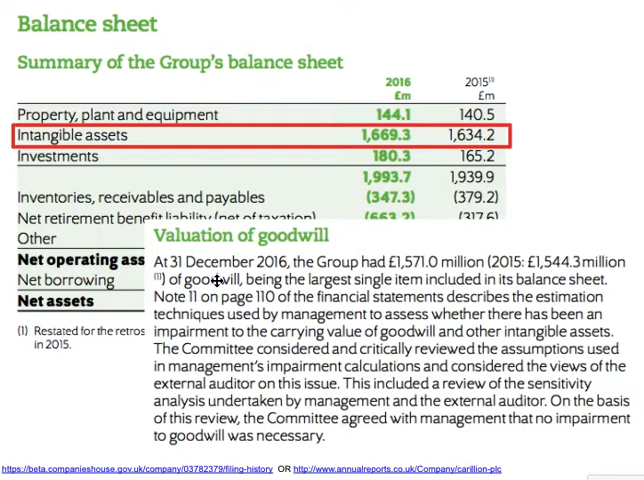 Balance sheet
Summary of the Group's balance sheet
2016 2015(1)
£m £m
Property, plant and equipment 144.1 140.5
Intangible assets 1,669.3 1,634.2
Investments 180.3 165.2
1,993.7 1,939.9
Inventories, receivables and payables (347.3) (379.2)
Net retirement benefit liability (net of taxation) (663.2) (317.6)
Other
Net operating ass
Net borrowing
Net assets
(1) Restated for the retros
in 2015.
Valuation of goodwill
At 31 December 2016, the Group had £1,571.0 million (2015: £1,544.3 million
(1)) of goodwill, being the largest single item included in its balance sheet.
Note 11 on page 110 of the financial statements describes the estimation
techniques used by management to assess whether there has been an
impairment to the carrying value of goodwill and other intangible assets.
The Committee considered and critically reviewed the assumptions used
in management's impairment calculations and considered the views of the
external auditor on this issue. This included a review of the sensitivity
analysis undertaken by management and the external auditor. On the basis
of this review, the Committee agreed with management that no impairment
to goodwill was necessary.
https://beta.companieshouse.gov.uk/company/03782379/filing-history OR http://www.annualreports.co.uk/Company/carillion-plc